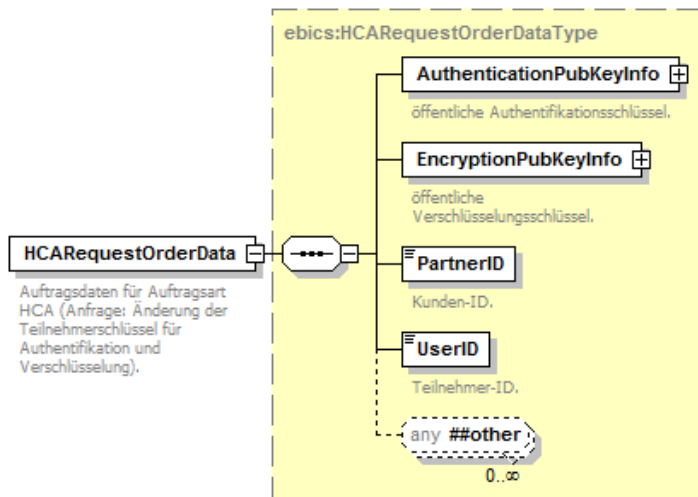 ebics:HCARequestOrderDataType
AuthenticationPubKeyInfo
öffentliche Authentifikationsschlüssel.
EncryptionPubKeyInfo
öffentliche
Verschlüsselungsschlüssel.
HCARequestOrderData
Auftragsdaten für Auftragsart
HCA (Anfrage: Änderung der
Teilnehmerschlüssel für
Authentifikation und
Verschlüsselung).
PartnerID
Kunden-ID.
UserID
Teilnehmer-ID.
any ##other
0..∞